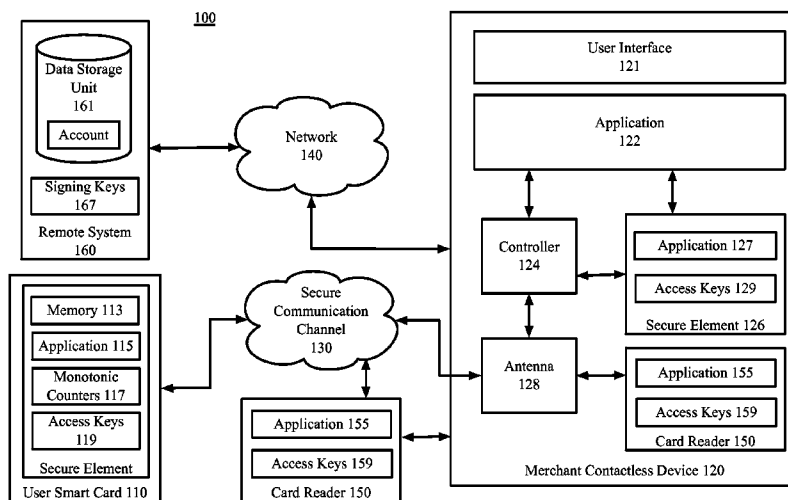 100
Data Storage
Unit
161
Account
Signing Keys
167
Remote System
160
Network
140
User Interface
121
Application
122
Controller
124
Application 127
Access Keys 129
Secure Element 126
Antenna
128
Application 155
Access Keys 159
Card Reader 150
Merchant Contactless Device 120
Secure
Communication
Channel
130
Memory 113
Application 115
Monotonic
Counters 117
Access Keys
119
Secure Element
User Smart Card 110
Application 155
Access Keys 159
Card Reader 150